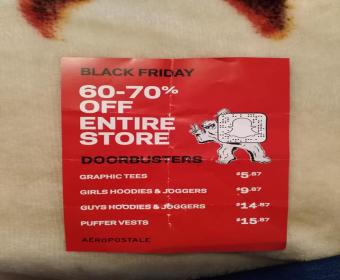 BLACK FRIDAY
60-70%
OFF
ENTIRE
STORE
DOORBUSTERS
GRAPHIC TEES $5.87
GIRLS HOODIES & JOGGERS $9.87
GUYS HOODIES & JOGGERS $14.87
PUFFER VESTS $15.87
AÉROPOSTALE